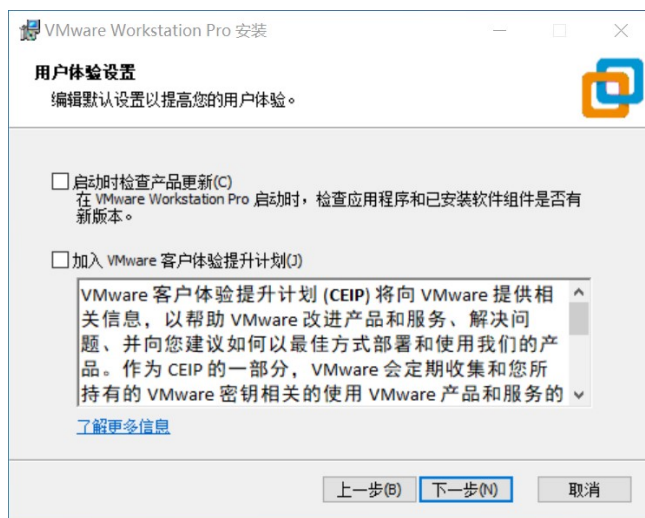 VMware Workstation Pro 安装
用户体验设置
编辑默认设置以提高您的用户体验。
启动时检查产品更新(C)
在 VMware Workstation Pro 启动时，检查应用程序和已安装软件组件是否有
新版本。
加入 VMware 客户体验提升计划(J)
VMware 客户体验提升计划 (CEIP) 将向 VMware 提供相
关信息，以帮助 VMware 改进产品和服务、解决问
题、并向您建议如何以最佳方式部署和使用我们的产
品。作为 CEIP 的一部分，VMware 会定期收集和您所
持有的 VMware 密钥相关的使用 VMware 产品和服务的
了解更多信息
上一步(B) 下一步(N) 取消